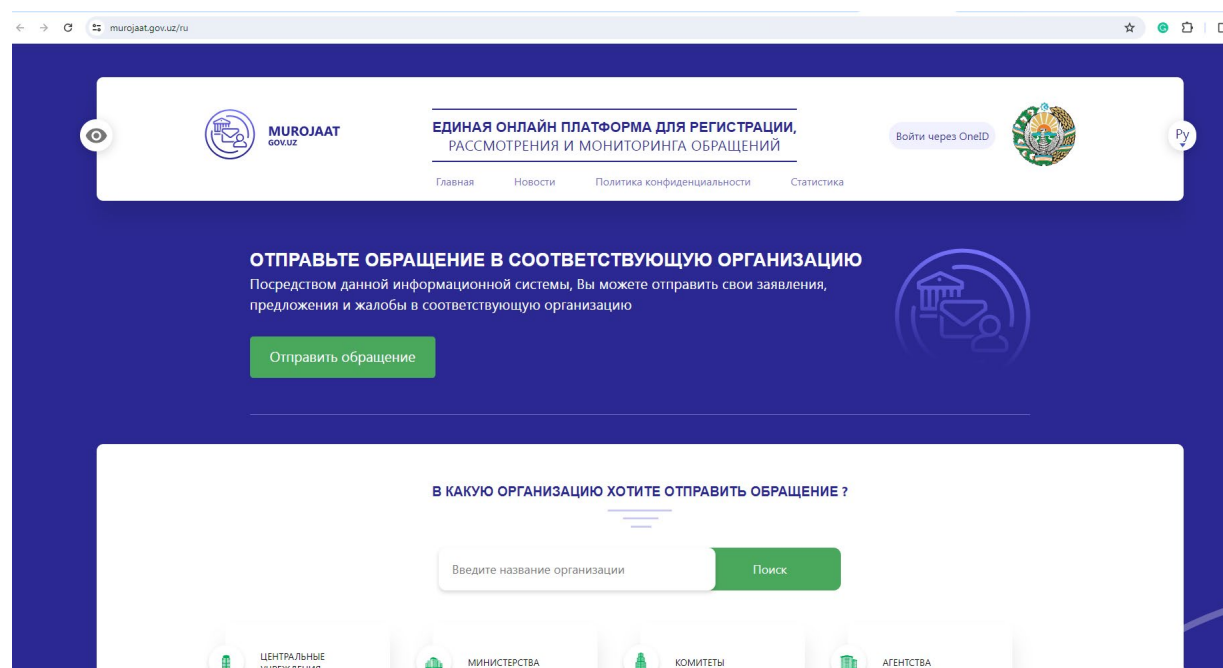 murojaat.gov.uz/ru
MUROJAAT
GOV.UZ
ЕДИНАЯ ОНЛАЙН ПЛАТФОРМА ДЛЯ РЕГИСТРАЦИИ,
РАССМОТРЕНИЯ И МОНИТОРИНГА ОБРАЩЕНИЙ
Войти через OneID
Ру
Главная Новости Политика конфиденциальности Статистика
ОТПРАВЬТЕ ОБРАЩЕНИЕ В СООТВЕТСТВУЮЩУЮ ОРГАНИЗАЦИЮ
Посредством данной информационной системы, Вы можете отправить свои заявления,
предложения и жалобы в соответствующую организацию
Отправить обращение
В КАКУЮ ОРГАНИЗАЦИЮ ХОТИТЕ ОТПРАВИТЬ ОБРАЩЕНИЕ ?
Введите название организации Поиск
ЦЕНТРАЛЬНЫЕ
МИНИСТЕРСТВА КОМИТЕТЫ АГЕНТСТВА